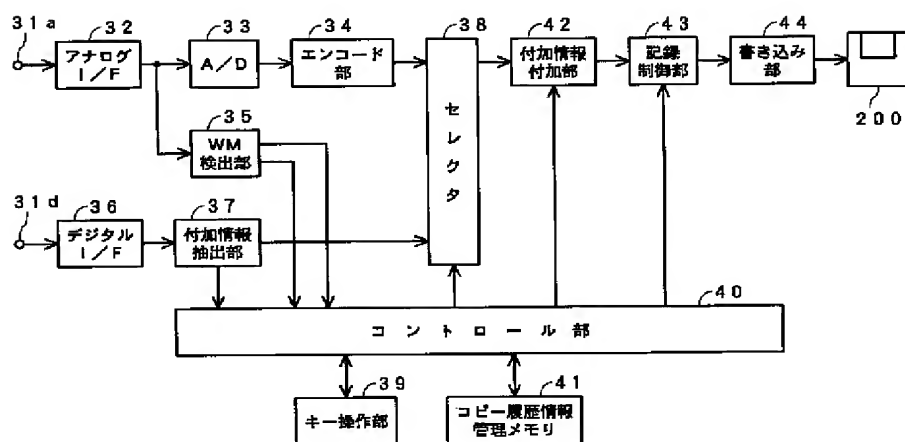 31a
32
アナログ
I/F
33
A/D
34
エンコード
部
38
セレクタ
42
付加情報
付加部
43
記録
制御部
44
書き込み
部
200
35
WM
検出部
31d
36
デジタル
I/F
37
付加情報
抽出部
40
コントロール部
39
キー操作部
41
コピー履歴情報
管理メモリ